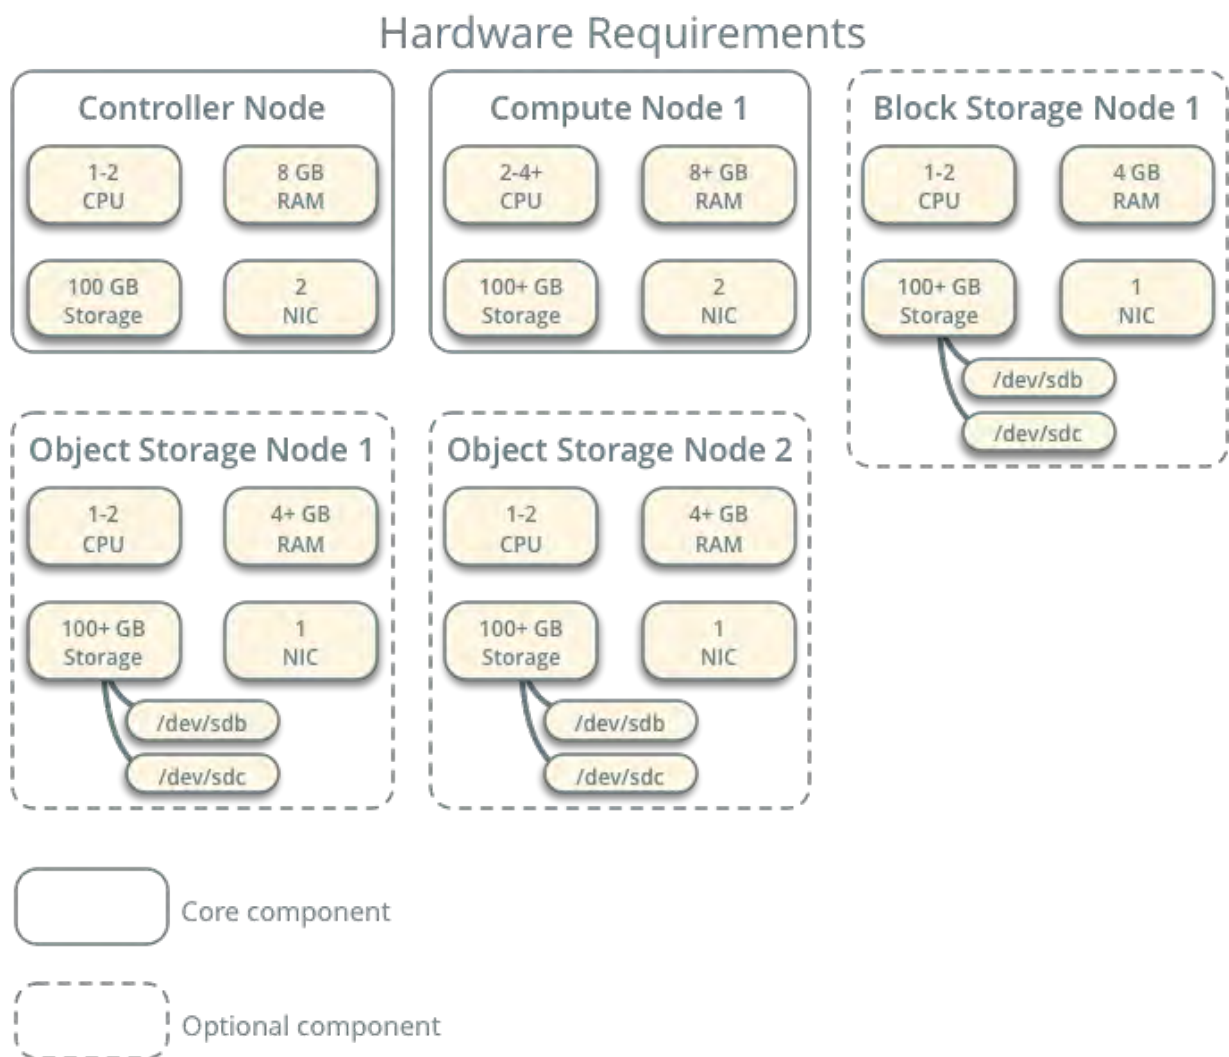 Hardware Requirements
Controller Node
1-2
CPU
8 GB
RAM
100 GB
Storage
2
NIC
Compute Node 1
2-4+
CPU
8+ GB
RAM
100+ GB
Storage
2
NIC
Block Storage Node 1
1-2
CPU
4 GB
RAM
100+ GB
Storage
1
NIC
/dev/sdb
/dev/sdc
Object Storage Node 1
1-2
CPU
4+ GB
RAM
100+ GB
Storage
1
NIC
/dev/sdb
/dev/sdc
Object Storage Node 2
1-2
CPU
4+ GB
RAM
100+ GB
Storage
1
NIC
/dev/sdb
/dev/sdc
Core component
Optional component